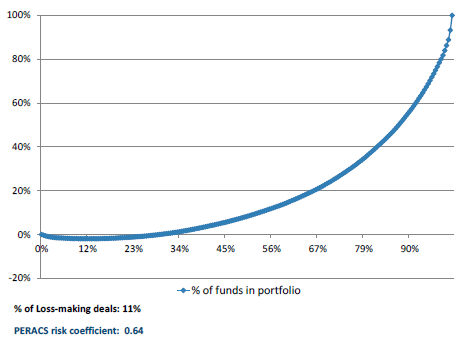 100%
80%
60%
40%
20%
0%
0% 12% 23% 34% 45% 56% 67% 79% 90%
-20%
% of funds in portfolio
% of Loss-making deals: 11%
PERACS risk coefficient: 0.64